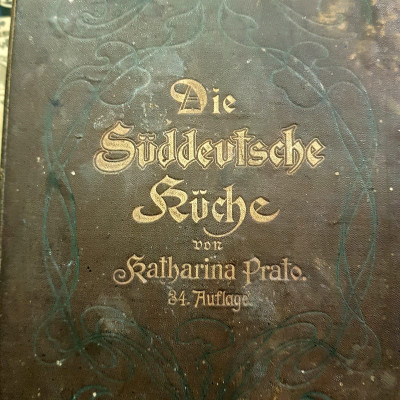 Die
Süddeutsche
Küche
von
Katharina Prato.
34. Auflage.